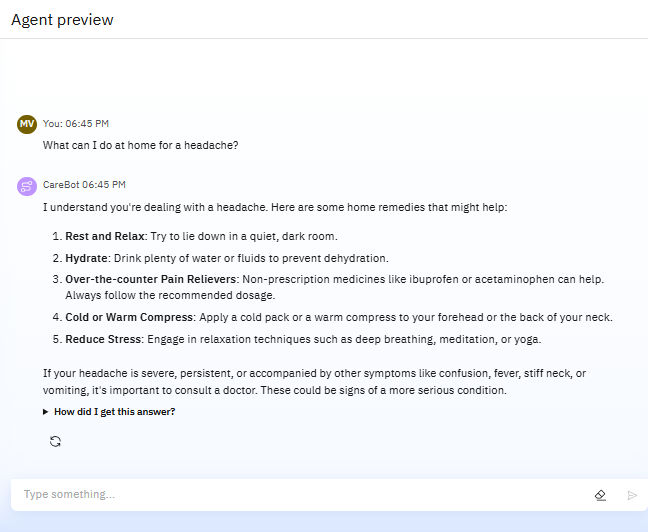 Agent preview
MV You: 06:45 PM
What can I do at home for a headache?
CareBot 06:45 PM
I understand you're dealing with a headache. Here are some home remedies that might help:
1. Rest and Relax: Try to lie down in a quiet, dark room.
2. Hydrate: Drink plenty of water or fluids to prevent dehydration.
3. Over-the-counter Pain Relievers: Non-prescription medicines like ibuprofen or acetaminophen can help.
Always follow the recommended dosage.
4. Cold or Warm Compress: Apply a cold pack or a warm compress to your forehead or the back of your neck.
5. Reduce Stress: Engage in relaxation techniques such as deep breathing, meditation, or yoga.
If your headache is severe, persistent, or accompanied by other symptoms like confusion, fever, stiff neck, or
vomiting, it's important to consult a doctor. These could be signs of a more serious condition.
How did I get this answer?
Type something...